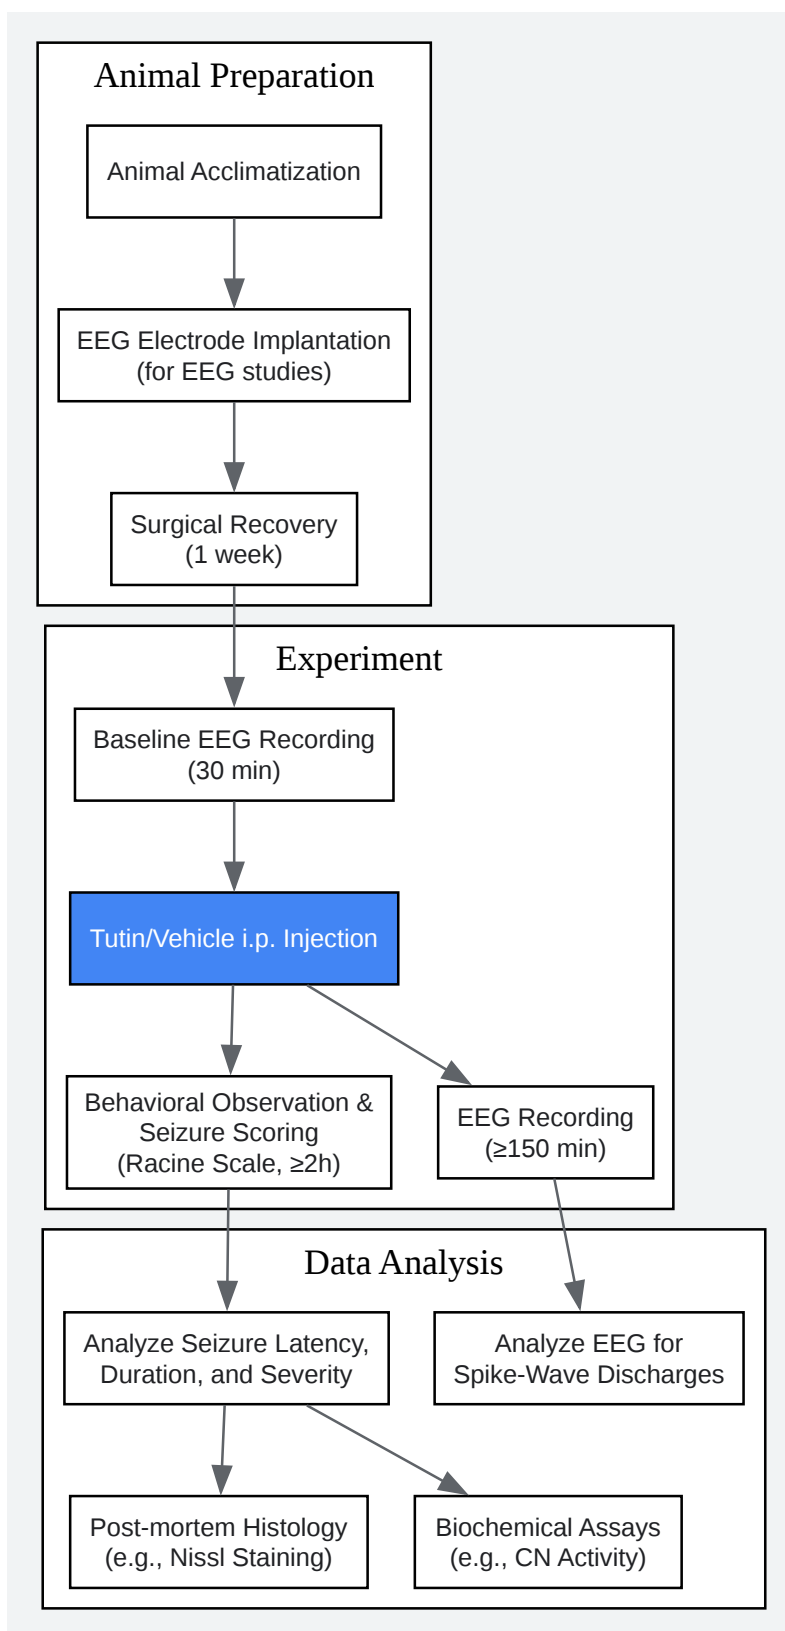 Animal Preparation
Animal Acclimatization
EEG Electrode Implantation
(for EEG studies)
Surgical Recovery
(1 week)
Experiment
Baseline EEG Recording
(30 min)
Tutin/Vehicle i.p. Injection
Behavioral Observation &
Seizure Scoring
(Racine Scale, ≥2h)
EEG Recording
(≥150 min)
Data Analysis
Analyze Seizure Latency,
Duration, and Severity
Analyze EEG for
Spike-Wave Discharges
Post-mortem Histology
(e.g., Nissl Staining)
Biochemical Assays
(e.g., CN Activity)